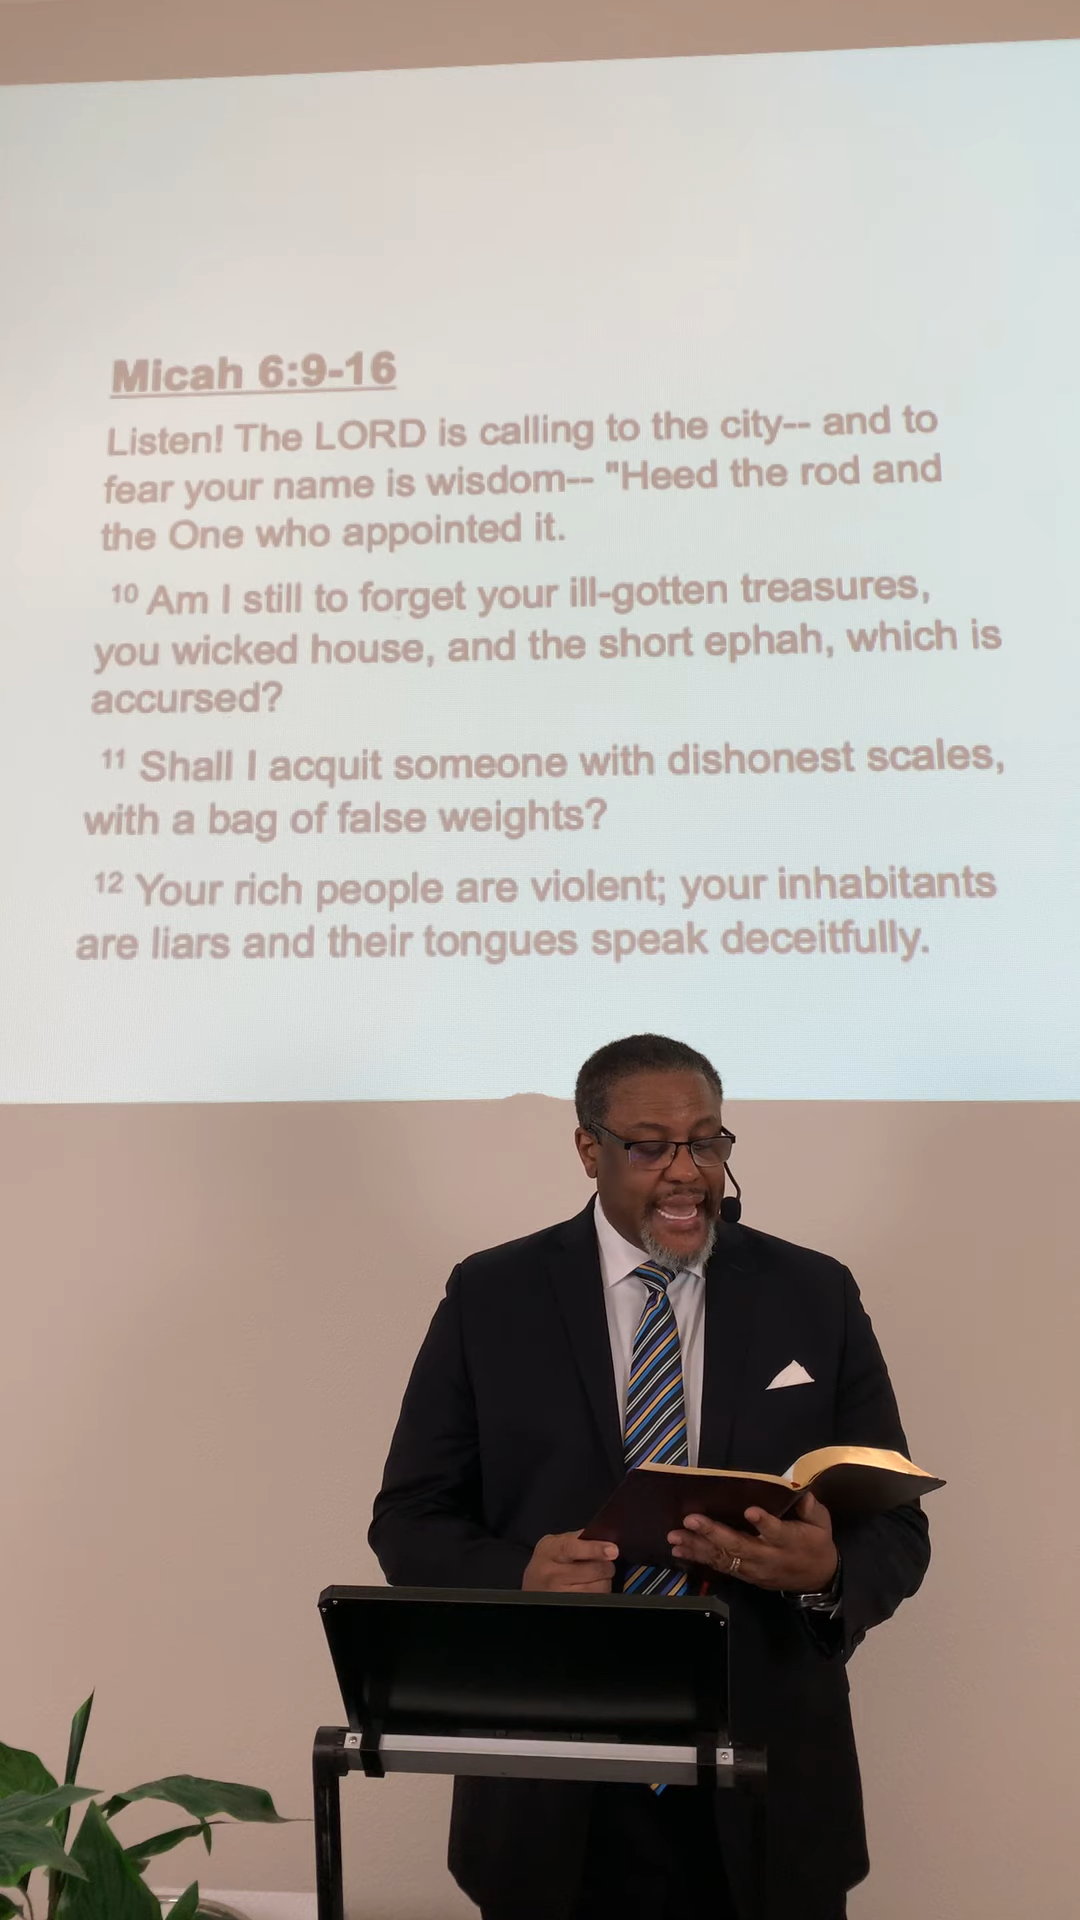 Micah 6:9-16
Listen! The LORD is calling to the city-- and to
fear your name is wisdom-- "Heed the rod and
the One who appointed it.
10 Am I still to forget your ill-gotten treasures,
you wicked house, and the short ephah, which is
accursed?
11 Shall I acquit someone with dishonest scales,
with a bag of false weights?
12 Your rich people are violent; your inhabitants
are liars and their tongues speak deceitfully.